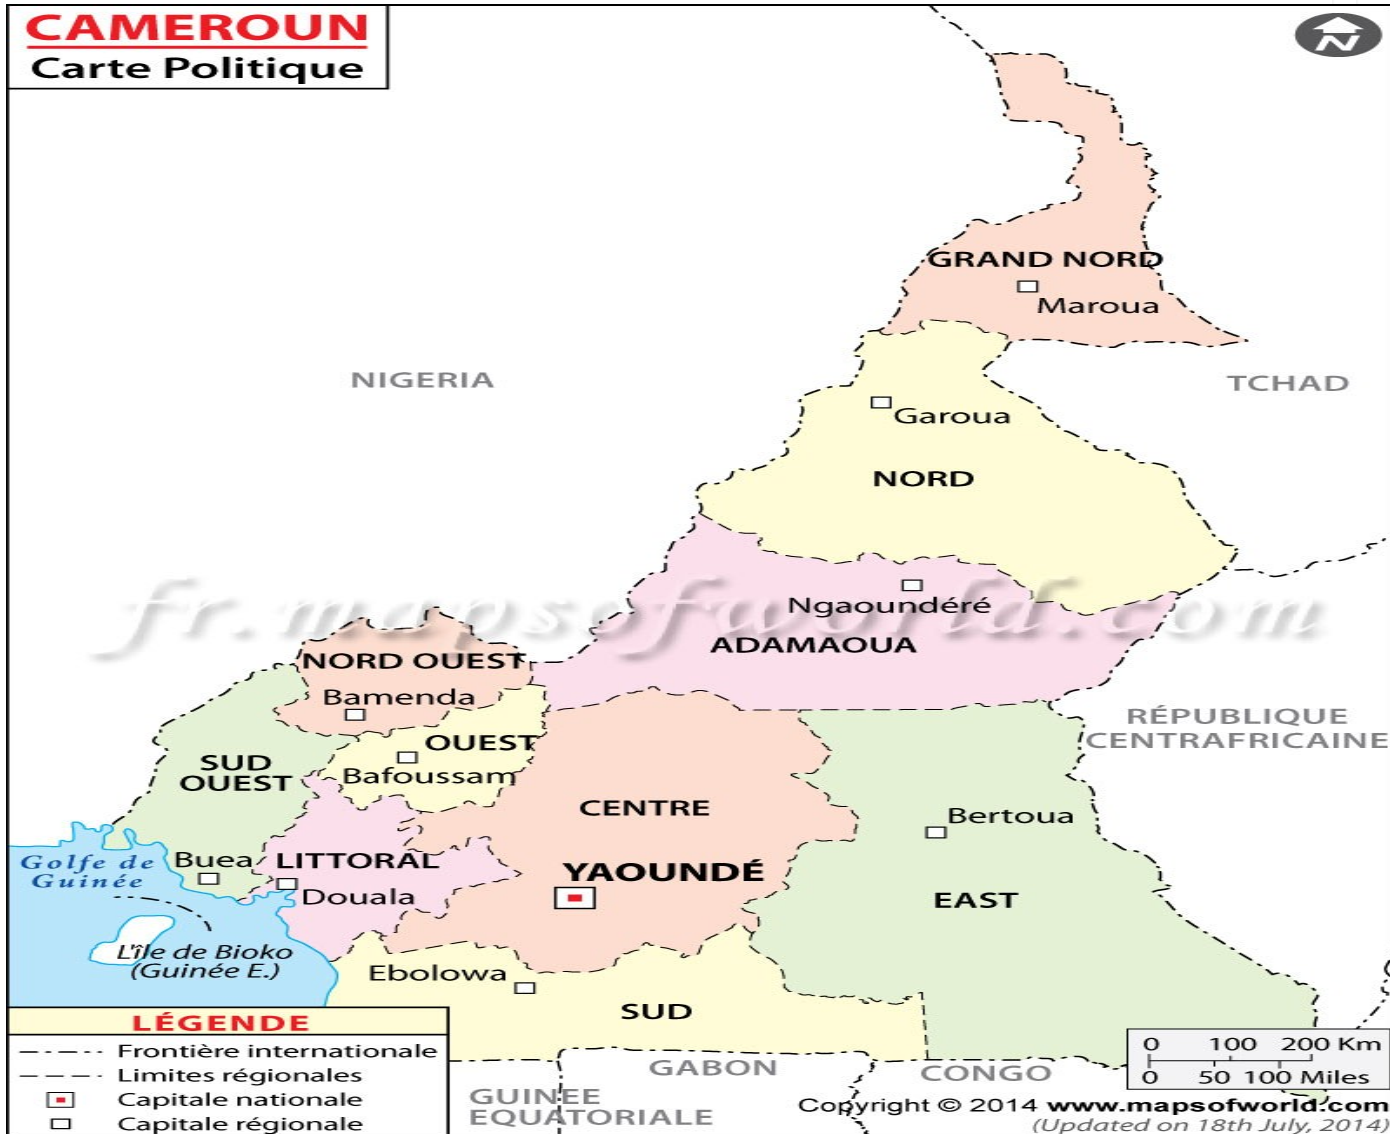 CAMEROUN
Carte Politique
N
GRAND NORD
Maroua
NIGERIA
TCHAD
Garoua
NORD
fr.mapsofworld.com
Ngaoundéré
ADAMAOUA
NORD OUEST
Bamenda
RÉPUBLIQUE
CENTRAFRICAINE
OUEST
Bafoussam
SUD
OUEST
CENTRE
Bertoua
Golfe de
Guinée
Buea
LITTORAL
Douala
YAOUNDÉ
EAST
L'île de Bioko
(Guinée E.)
Ebolowa
SUD
LÉGENDE
Frontière internationale
Limites régionales
Capitale nationale
Capitale régionale
GABON
CONGO
GUINEE
EQUATORIALE
0 100 200 Km
0 50 100 Miles
Copyright © 2014 www.mapsofworld.com
(Updated on 18th July, 2014)